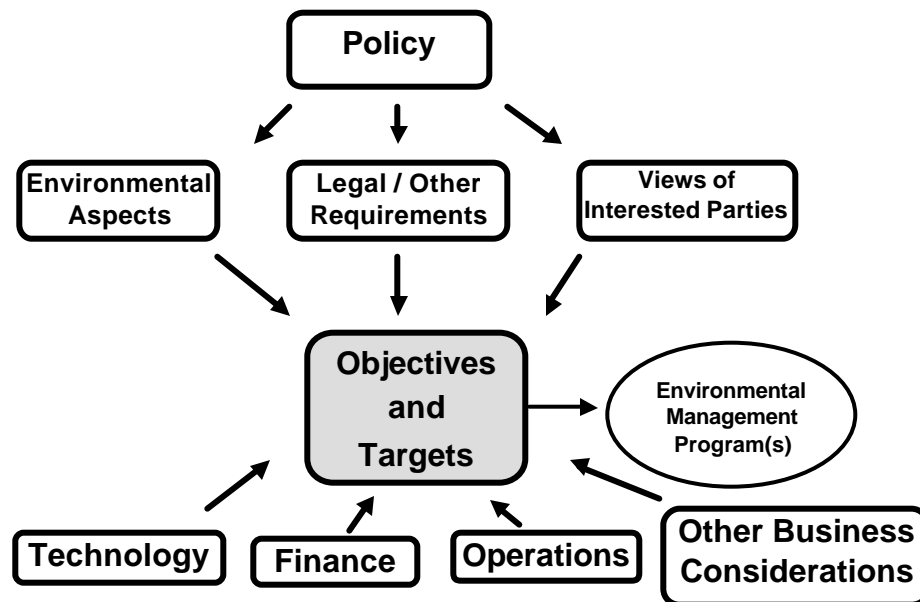 Policy
Environmental
Aspects
Legal / Other
Requirements
Views of
Interested Parties
Objectives
and
Targets
Environmental
Management
Program(s)
Technology
Finance
Operations
Other Business
Considerations